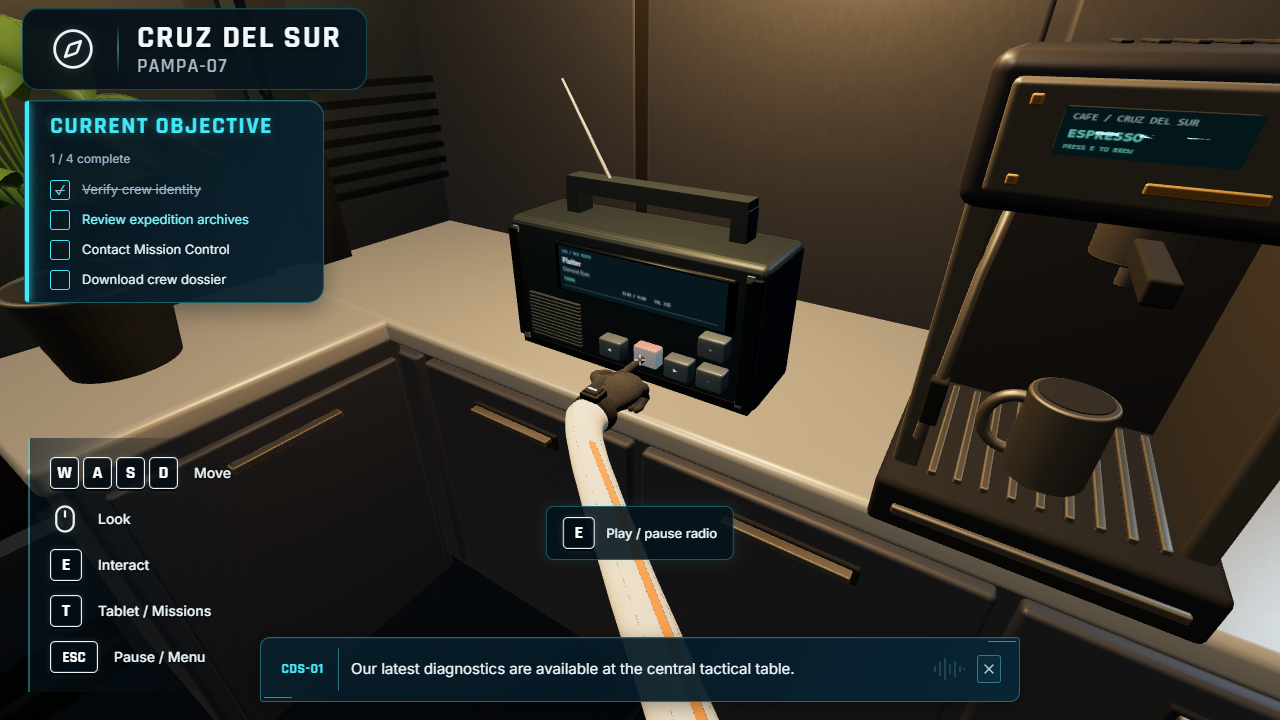 CRUZ DEL SUR
PAMPA-07
CURRENT OBJECTIVE
1 / 4 complete
Verify crew identity
Review expedition archives
Contact Mission Control
Download crew dossier
CAFE / CRUZ DEL SUR
ESPRESSO
PRESS E TO BREW
Flutter
Diamond Eyes
W A S D Move
Look
E Interact
T Tablet / Missions
ESC Pause / Menu
E Play / pause radio
CDS-01 Our latest diagnostics are available at the central tactical table.